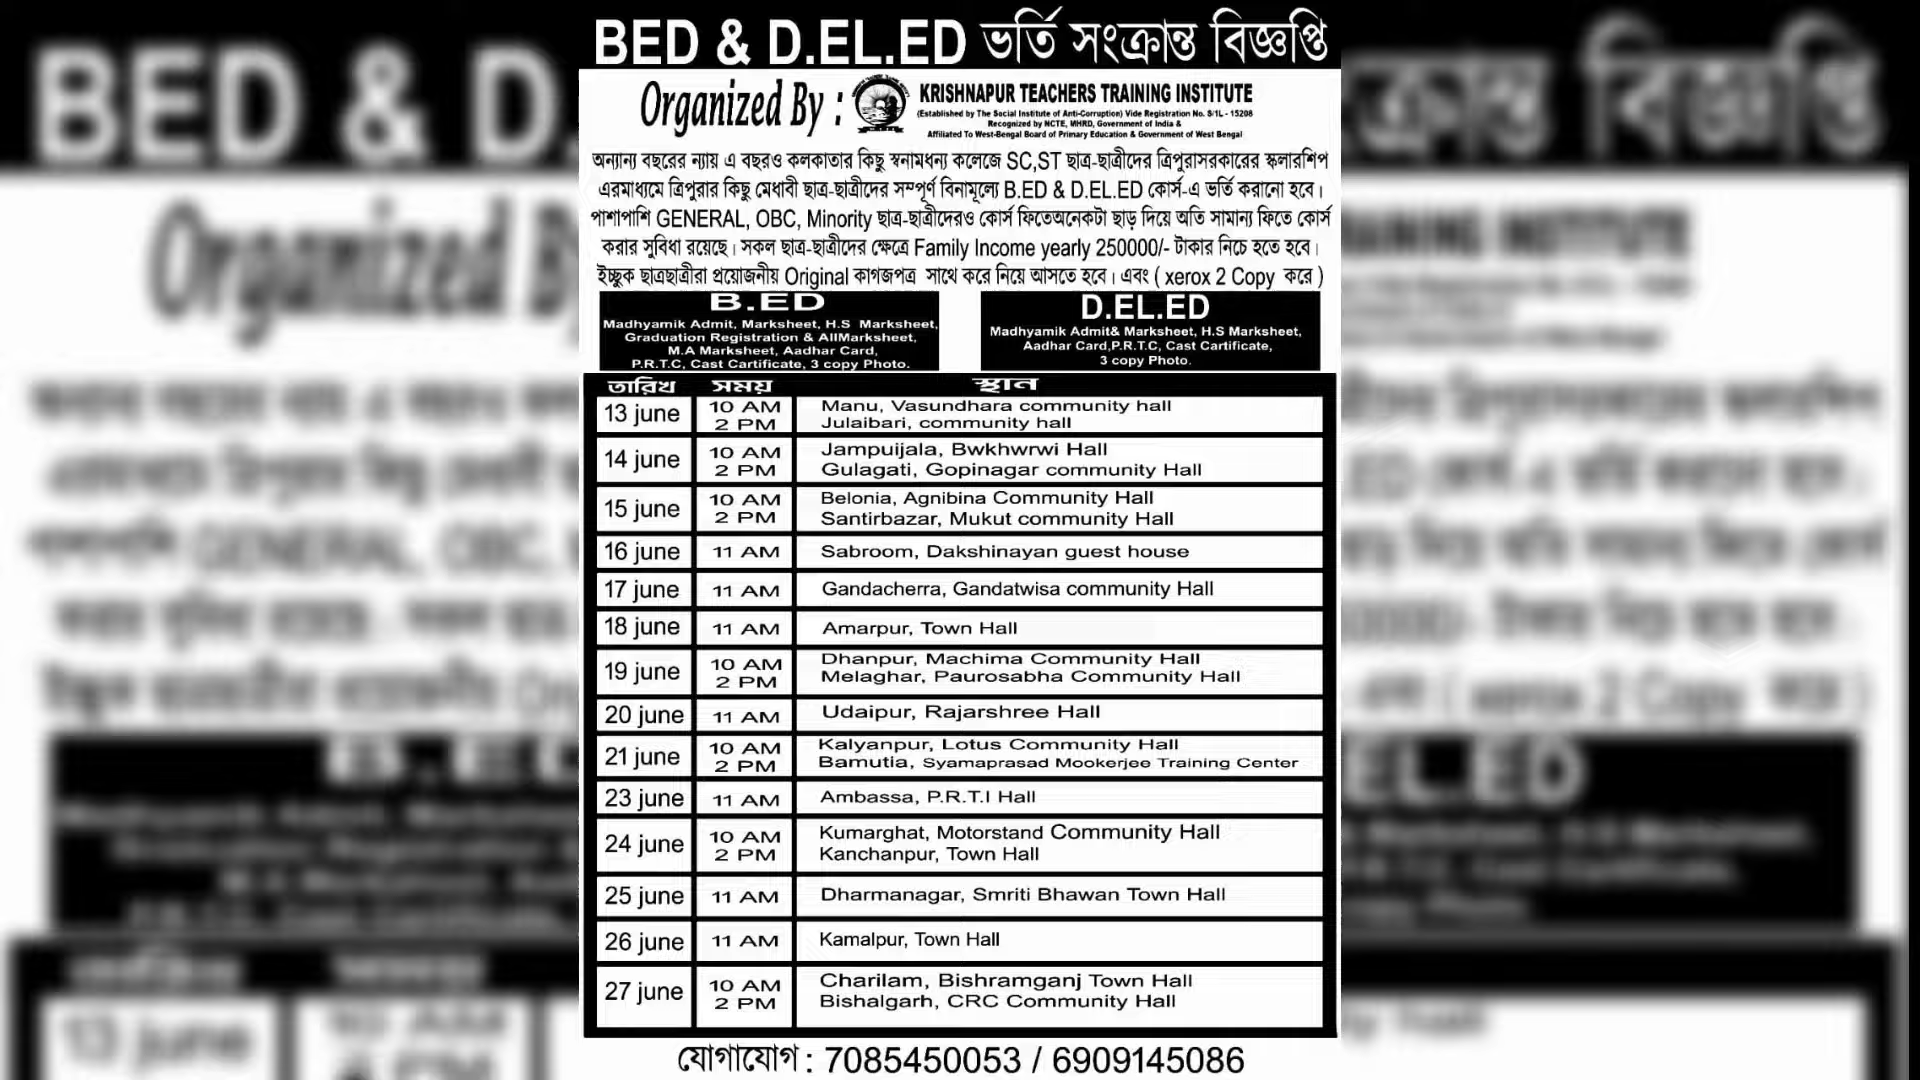 BED & D.EL.ED ভর্তি সংক্রান্ত বিজ্ঞপ্তি
Organized By :
KRISHNAPUR TEACHERS TRAINING INSTITUTE
(Established by The Social Institute of Anti-Corruption) Vide Registration No. S/1L - 15208
Recognized by NCTE, MHRD, Government of India &
Affiliated To West-Bengal Board of Primary Education & Government of West Bengal
অন্যান্য বছরের ন্যায় এ বছরও কলকাতার কিছু স্বনামধন্য কলেজে SC,ST ছাত্র-ছাত্রীদের ত্রিপুরাসরকারের স্কলারশিপ
এরমাধ্যমে ত্রিপুরার কিছু মেধাবী ছাত্র-ছাত্রীদের সম্পূর্ণ বিনামূল্যে B.ED & D.EL.ED কোর্স-এ ভর্তি করানো হবে।
পাশাপাশি GENERAL, OBC, Minority ছাত্র-ছাত্রীদেরও কোর্স ফিতেঅনেকটা ছাড় দিয়ে অতি সামান্য ফিতে কোর্স
করার সুবিধা রয়েছে। সকল ছাত্র-ছাত্রীদের ক্ষেত্রে Family Income yearly 250000/- টাকার নিচে হতে হবে।
ইচ্ছুক ছাত্রছাত্রীরা প্রয়োজনীয় Original কাগজপত্র সাথে করে নিয়ে আসতে হবে। এবং ( xerox 2 Copy করে )
B.ED
Madhyamik Admit, Marksheet, H.S Marksheet,
Graduation Registration & AllMarksheet,
M.A Marksheet, Aadhar Card,
P.R.T.C, Cast Cartificate, 3 copy Photo.
D.EL.ED
Madhyamik Admit& Marksheet, H.S Marksheet,
Aadhar Card,P.R.T.C, Cast Cartificate,
3 copy Photo.
তারিখ সময় স্থান
13 june 10 AM Manu, Vasundhara community hall
2 PM Julaibari, community hall
14 june 10 AM Jampuijala, Bwkhwrwi Hall
2 PM Gulagati, Gopinagar community Hall
15 june 10 AM Belonia, Agnibina Community Hall
2 PM Santirbazar, Mukut community Hall
16 june 11 AM Sabroom, Dakshinayan guest house
17 june 11 AM Gandacherra, Gandatwisa community Hall
18 june 11 AM Amarpur, Town Hall
19 june 10 AM Dhanpur, Machima Community Hall
2 PM Melaghar, Paurosabha Community Hall
20 june 11 AM Udaipur, Rajarshree Hall
21 june 10 AM Kalyanpur, Lotus Community Hall
2 PM Bamutia, Syamaprasad Mookerjee Training Center
23 june 11 AM Ambassa, P.R.T.I Hall
24 june 10 AM Kumarghat, Motorstand Community Hall
2 PM Kanchanpur, Town Hall
25 june 11 AM Dharmanagar, Smriti Bhawan Town Hall
26 june 11 AM Kamalpur, Town Hall
27 june 10 AM Charilam, Bishramganj Town Hall
2 PM Bishalgarh, CRC Community Hall
যোগাযোগ : 7085450053 / 6909145086